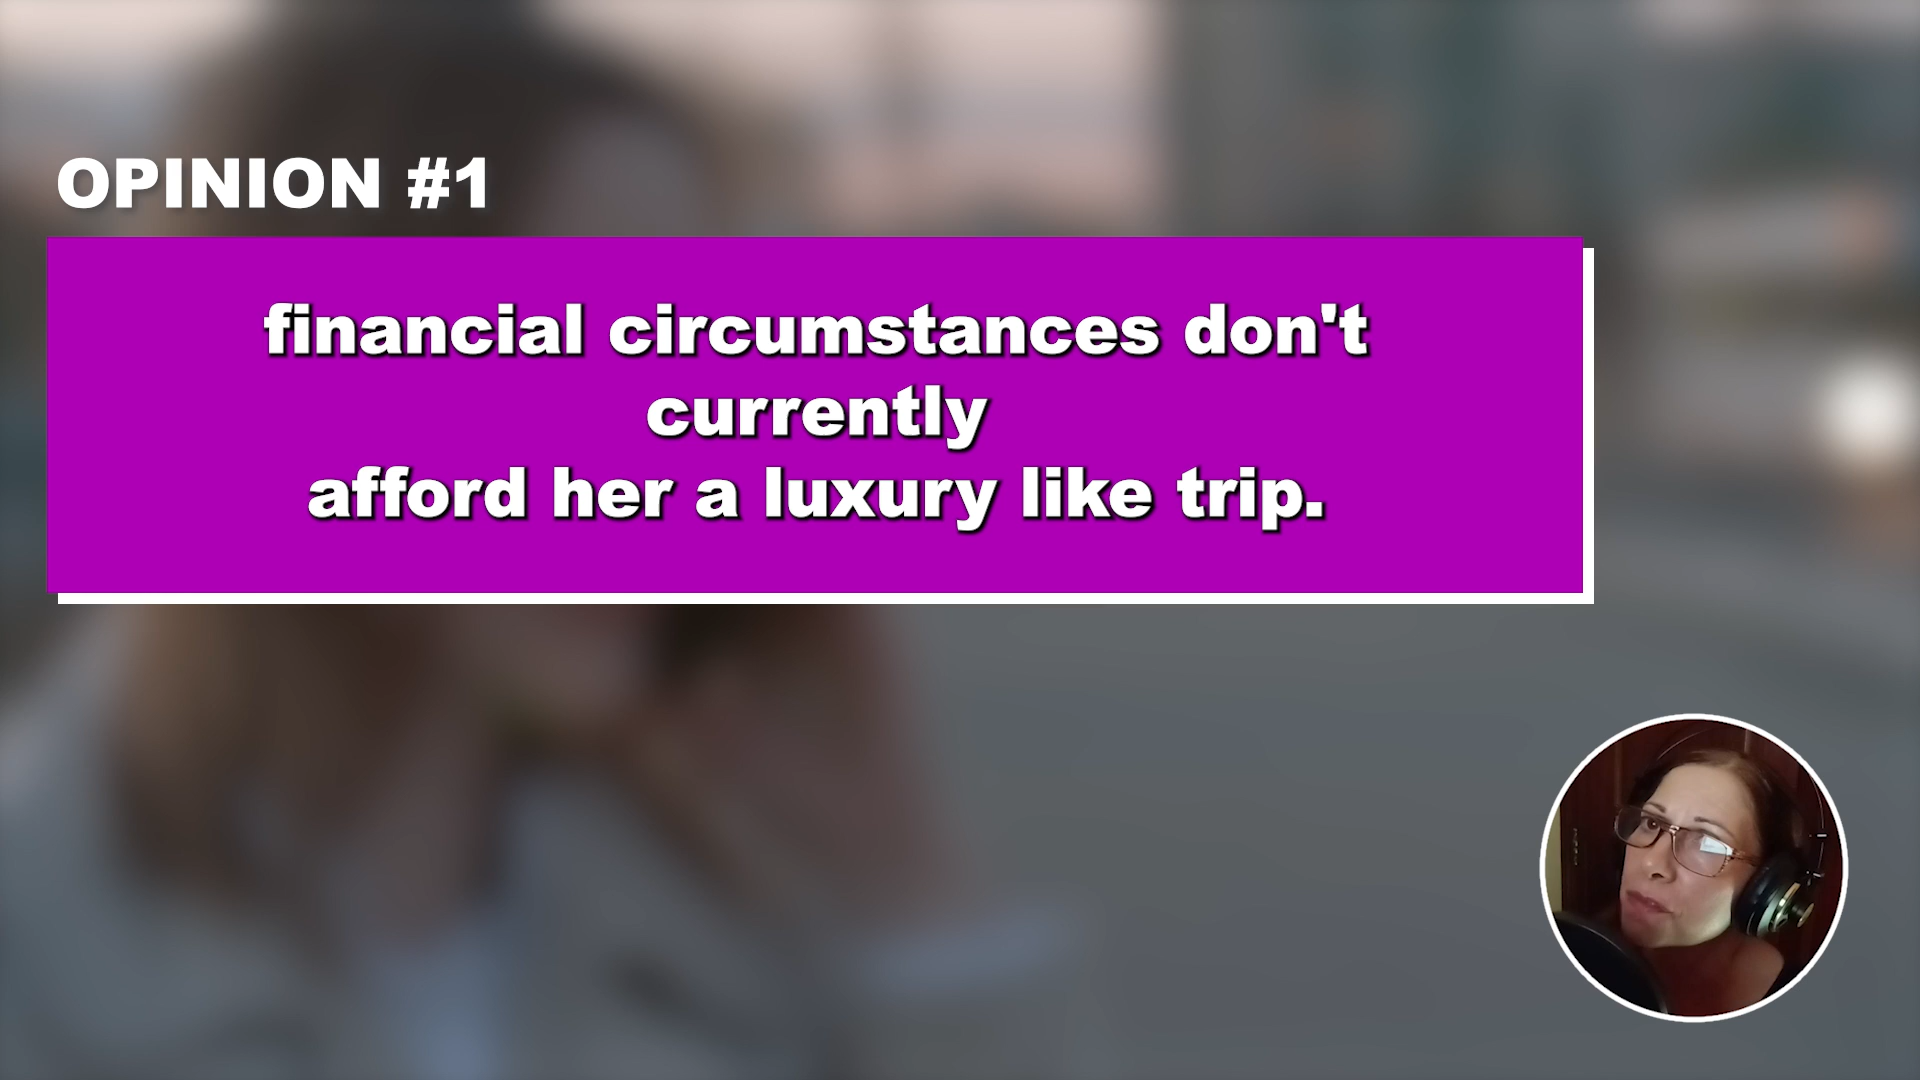 OPINION #1
financial circumstances don't
currently
afford her a luxury like trip.